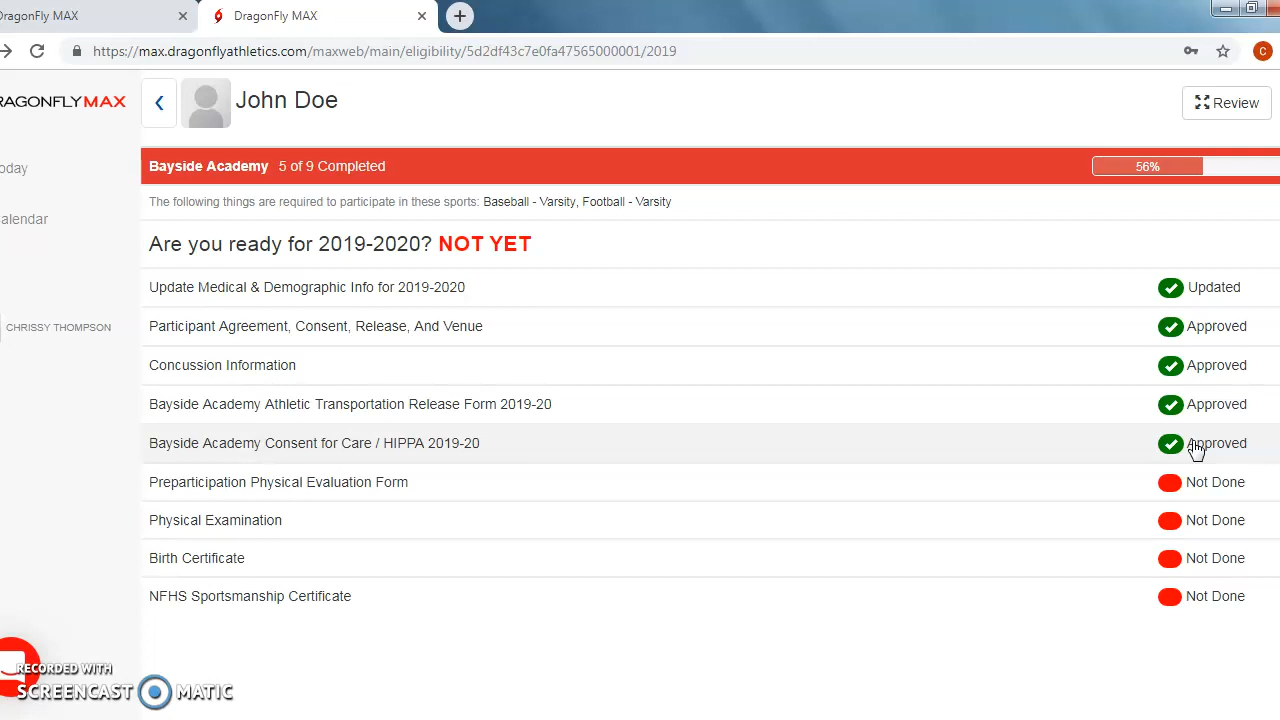 DragonFly MAX
DragonFly MAX
https://max.dragonflyathletics.com/maxweb/main/eligibility/5d2df43c7e0fa47565000001/2019
C
RAGONFLYMAX
John Doe
Review
Bayside Academy 5 of 9 Completed
56%
oday
The following things are required to participate in these sports: Baseball - Varsity, Football - Varsity
alendar
Are you ready for 2019-2020? NOT YET
Update Medical & Demographic Info for 2019-2020 Updated
Participant Agreement, Consent, Release, And Venue Approved
CHRISSY THOMPSON
Concussion Information Approved
Bayside Academy Athletic Transportation Release Form 2019-20 Approved
Bayside Academy Consent for Care / HIPPA 2019-20 Approved
Preparticipation Physical Evaluation Form Not Done
Physical Examination Not Done
Birth Certificate Not Done
NFHS Sportsmanship Certificate Not Done
RECORDED WITH
SCREENCAST MATIC